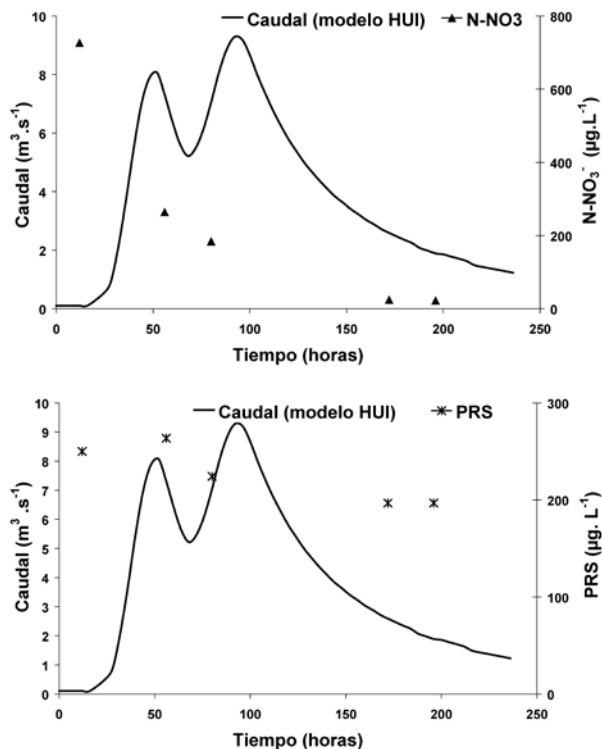 Caudal (modelo HUI) N-NO3
10
8
6
4
2
0
Caudal (m³.s⁻¹)
800
600
400
200
0
N-NO₃⁻ (µg.L⁻¹)
0 50 100 150 200 250
Tiempo (horas)
Caudal (modelo HUI) PRS
10
9
8
7
6
5
4
3
2
1
0
Caudal (m³ .s⁻¹)
300
200
100
0
PRS (µg. L⁻¹)
0 50 100 150 200 250
Tiempo (horas)